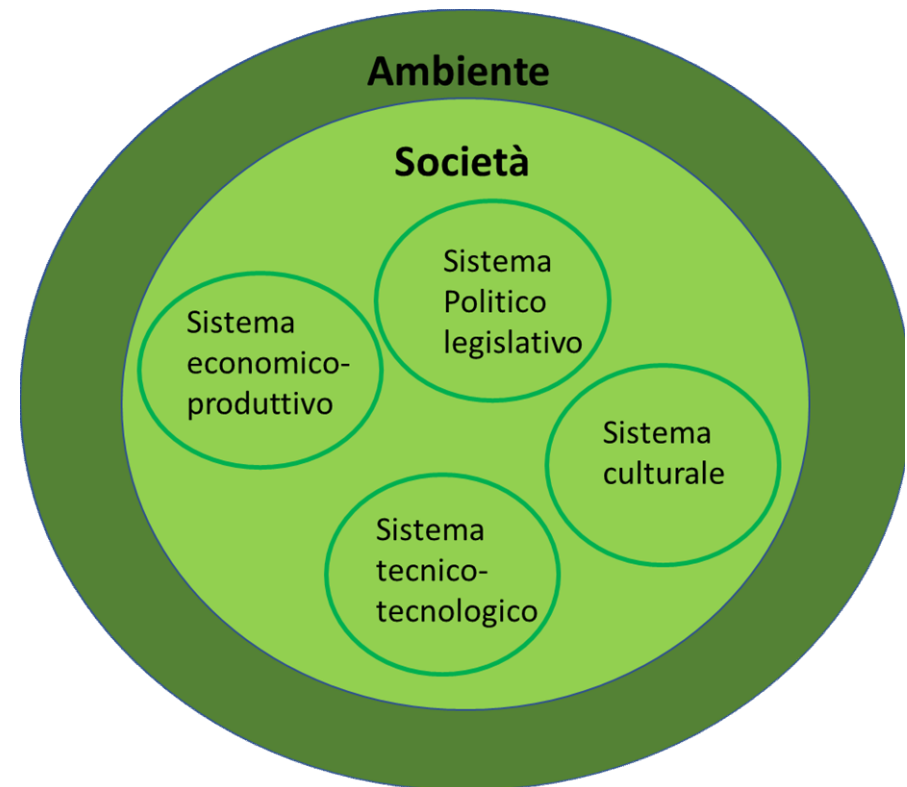 Ambiente
Società
Sistema
Politico
legislativo
Sistema
economico-
produttivo
Sistema
culturale
Sistema
tecnico-
tecnologico